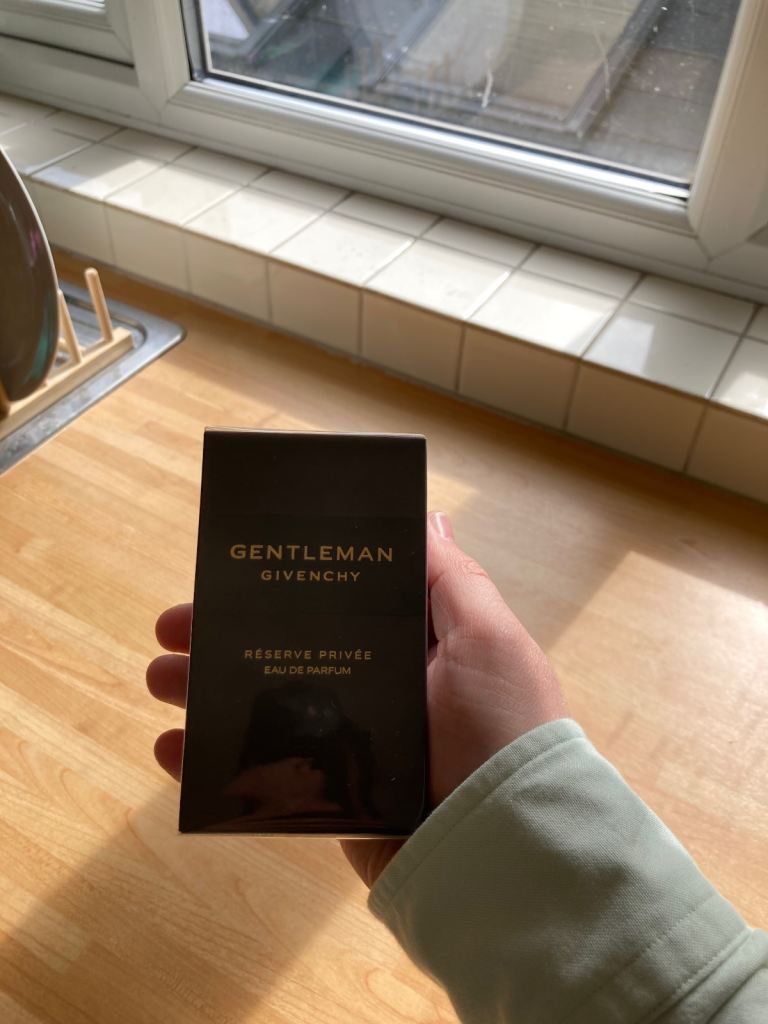 GENTLEMAN
GIVENCHY
RÉSERVE PRIVÉE
EAU DE PARFUM